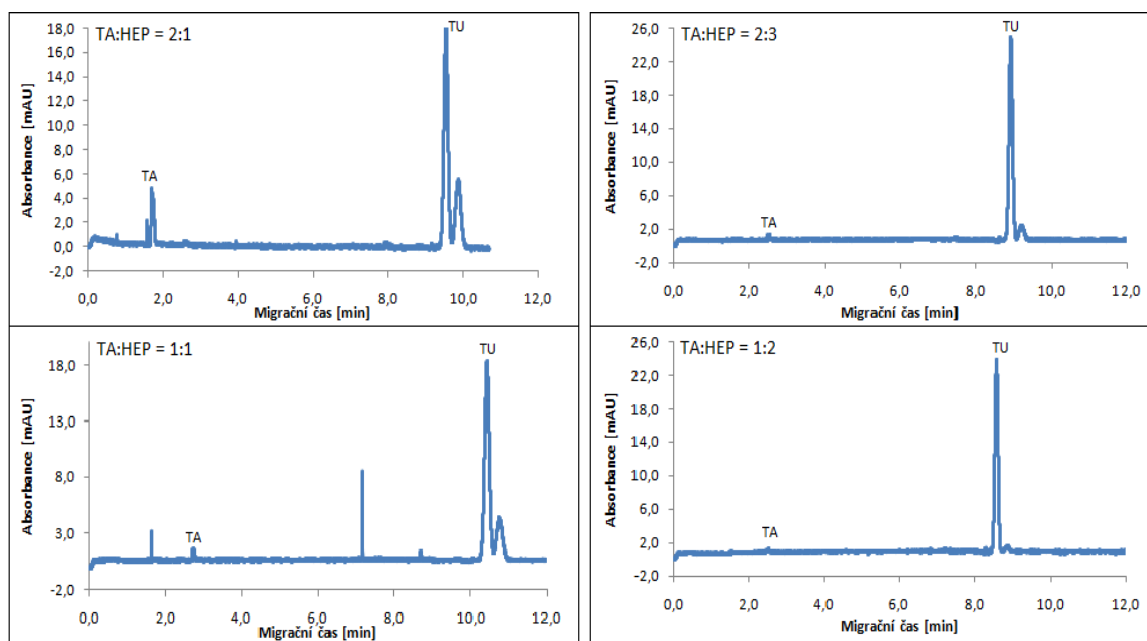 TA:HEP = 2:1
TU
TA
Absorbance [mAU]
18,0
16,0
14,0
12,0
10,0
8,0
6,0
4,0
2,0
0,0
-2,0
0,0 2,0 4,0 6,0 8,0 10,0 12,0
Migrační čas [min]
TA:HEP = 2:3
TU
TA
Absorbance [mAU]
26,0
22,0
18,0
14,0
10,0
6,0
2,0
-2,0
0,0 2,0 4,0 6,0 8,0 10,0 12,0
Migrační čas [min]
TA:HEP = 1:1
TU
TA
Absorbance [mAU]
18,0
13,0
8,0
3,0
-2,0
0,0 2,0 4,0 6,0 8,0 10,0 12,0
Migrační čas [min]
TA:HEP = 1:2
TU
TA
Absorbance [mAU]
26,0
22,0
18,0
14,0
10,0
6,0
2,0
-2,0
0,0 2,0 4,0 6,0 8,0 10,0 12,0
Migrační čas [min]